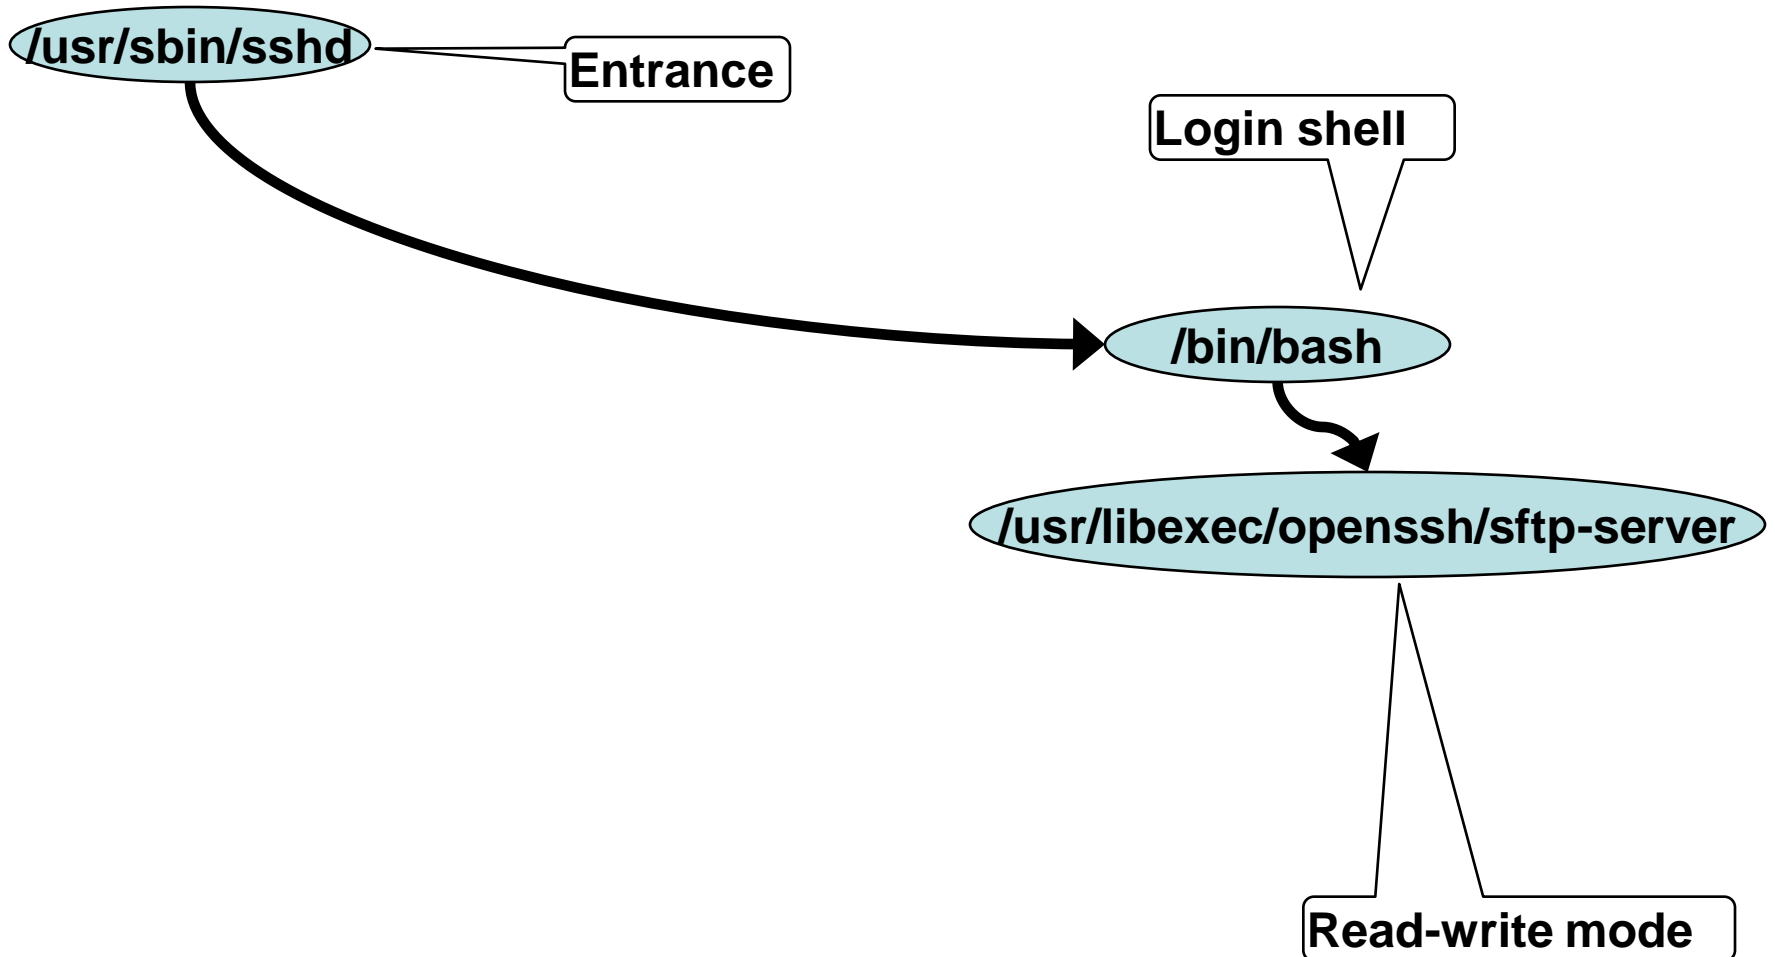 /usr/sbin/sshd
Entrance
Login shell
/bin/bash
/usr/libexec/openssh/sftp-server
Read-write mode